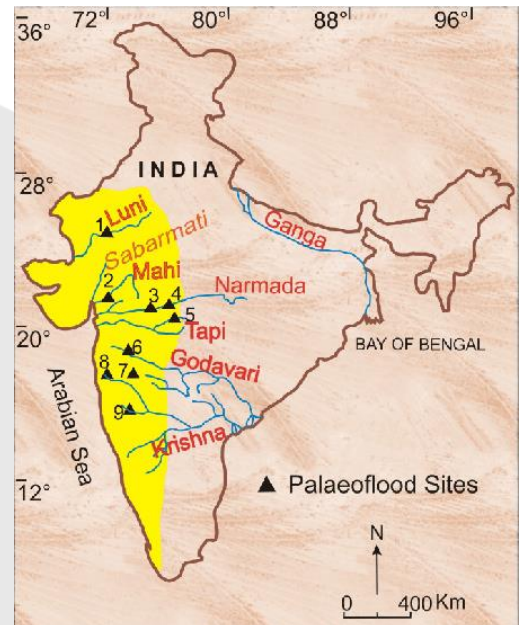 72° 80° 88° 96°
36°
INDIA
28°
1
Luni
Ganga
Sabarmati
Mahi
2
3
4
Narmada
5
20°
Tapi
BAY OF BENGAL
6
Godavari
8
7
Arabian Sea
9
Krishna
12°
Palaeoflood Sites
N
0 400 Km